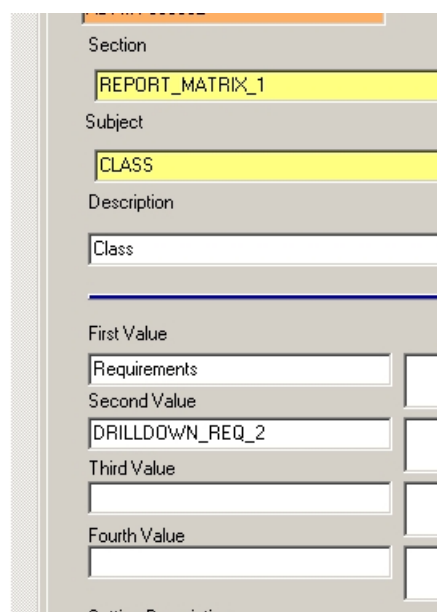 Section
REPORT_MATRIX_1
Subject
CLASS
Description
Class
First Value
Requirements
Second Value
DRILLDOWN_REQ_2
Third Value
Fourth Value